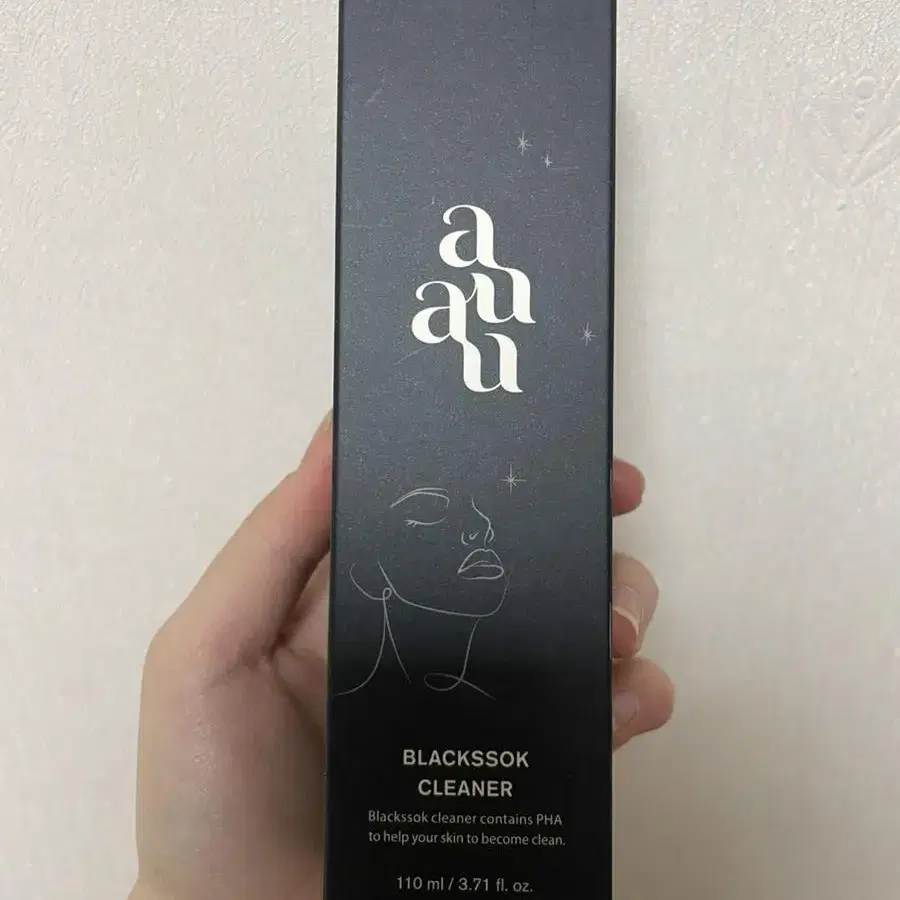 a
au
u
BLACKSSOK
CLEANER
Blackssok cleaner contains PHA
to help your skin to become clean.
110 ml / 3.71 fl. oz.